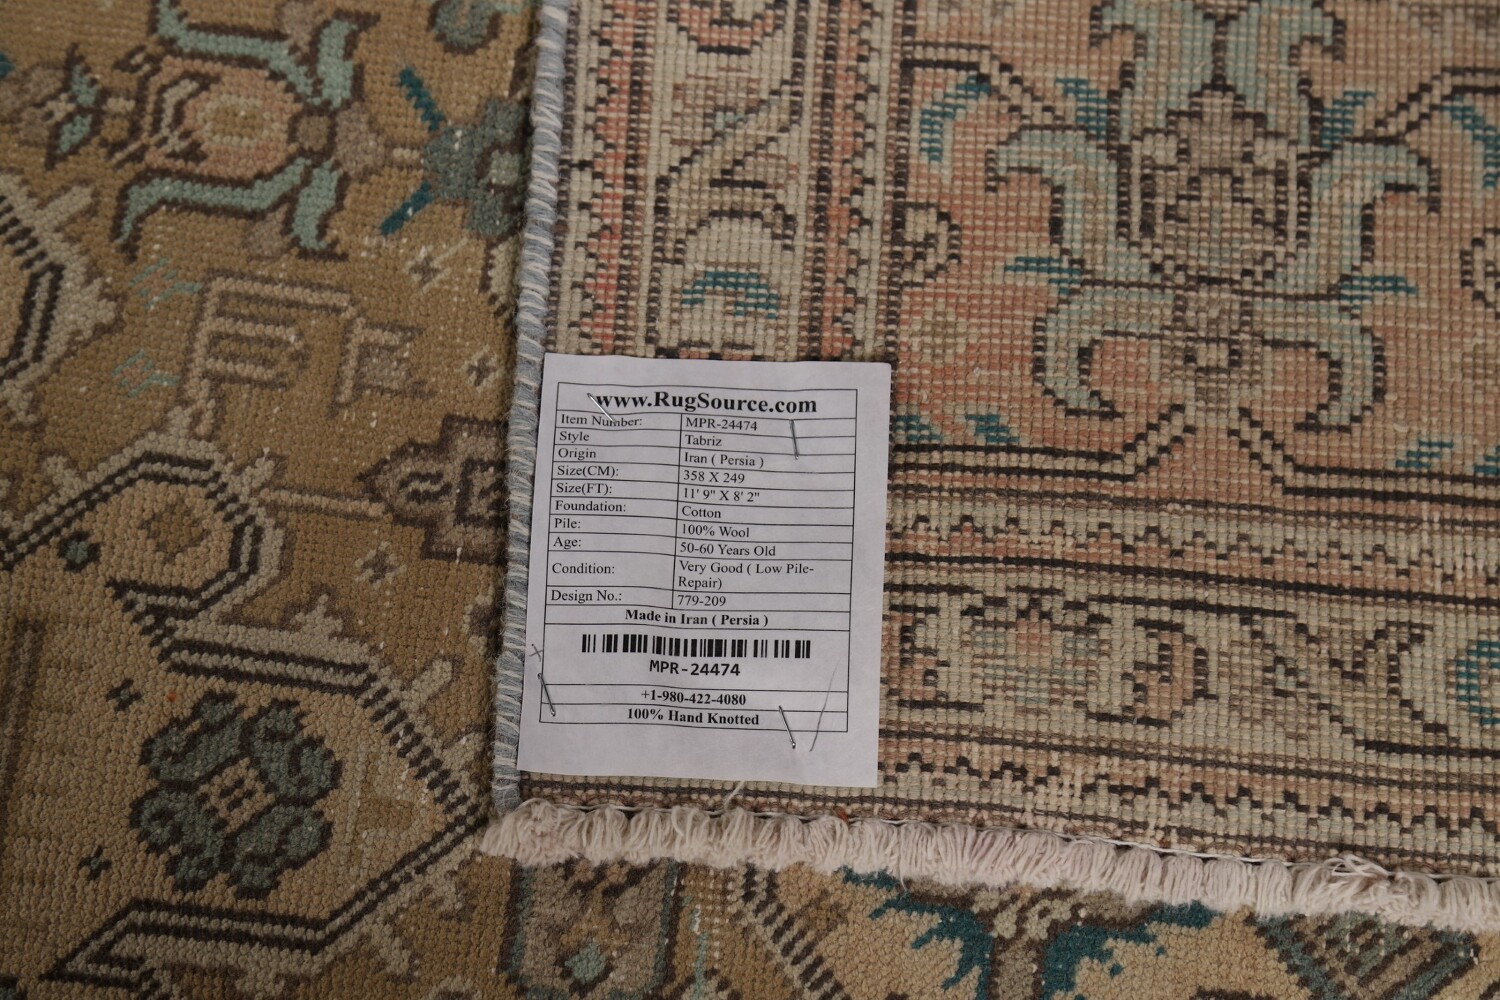 www.RugSource.com
Item Number: MPR-24474
Style Tabriz
Origin Iran ( Persia )
Size(CM): 358 X 249
Size(FT): 11' 9" X 8' 2"
Foundation: Cotton
Pile: 100% Wool
Age: 50-60 Years Old
Condition: Very Good ( Low Pile-
Repair)
Design No.: 779-209
Made in Iran ( Persia )
MPR-24474
+1-980-422-4080
100% Hand Knotted